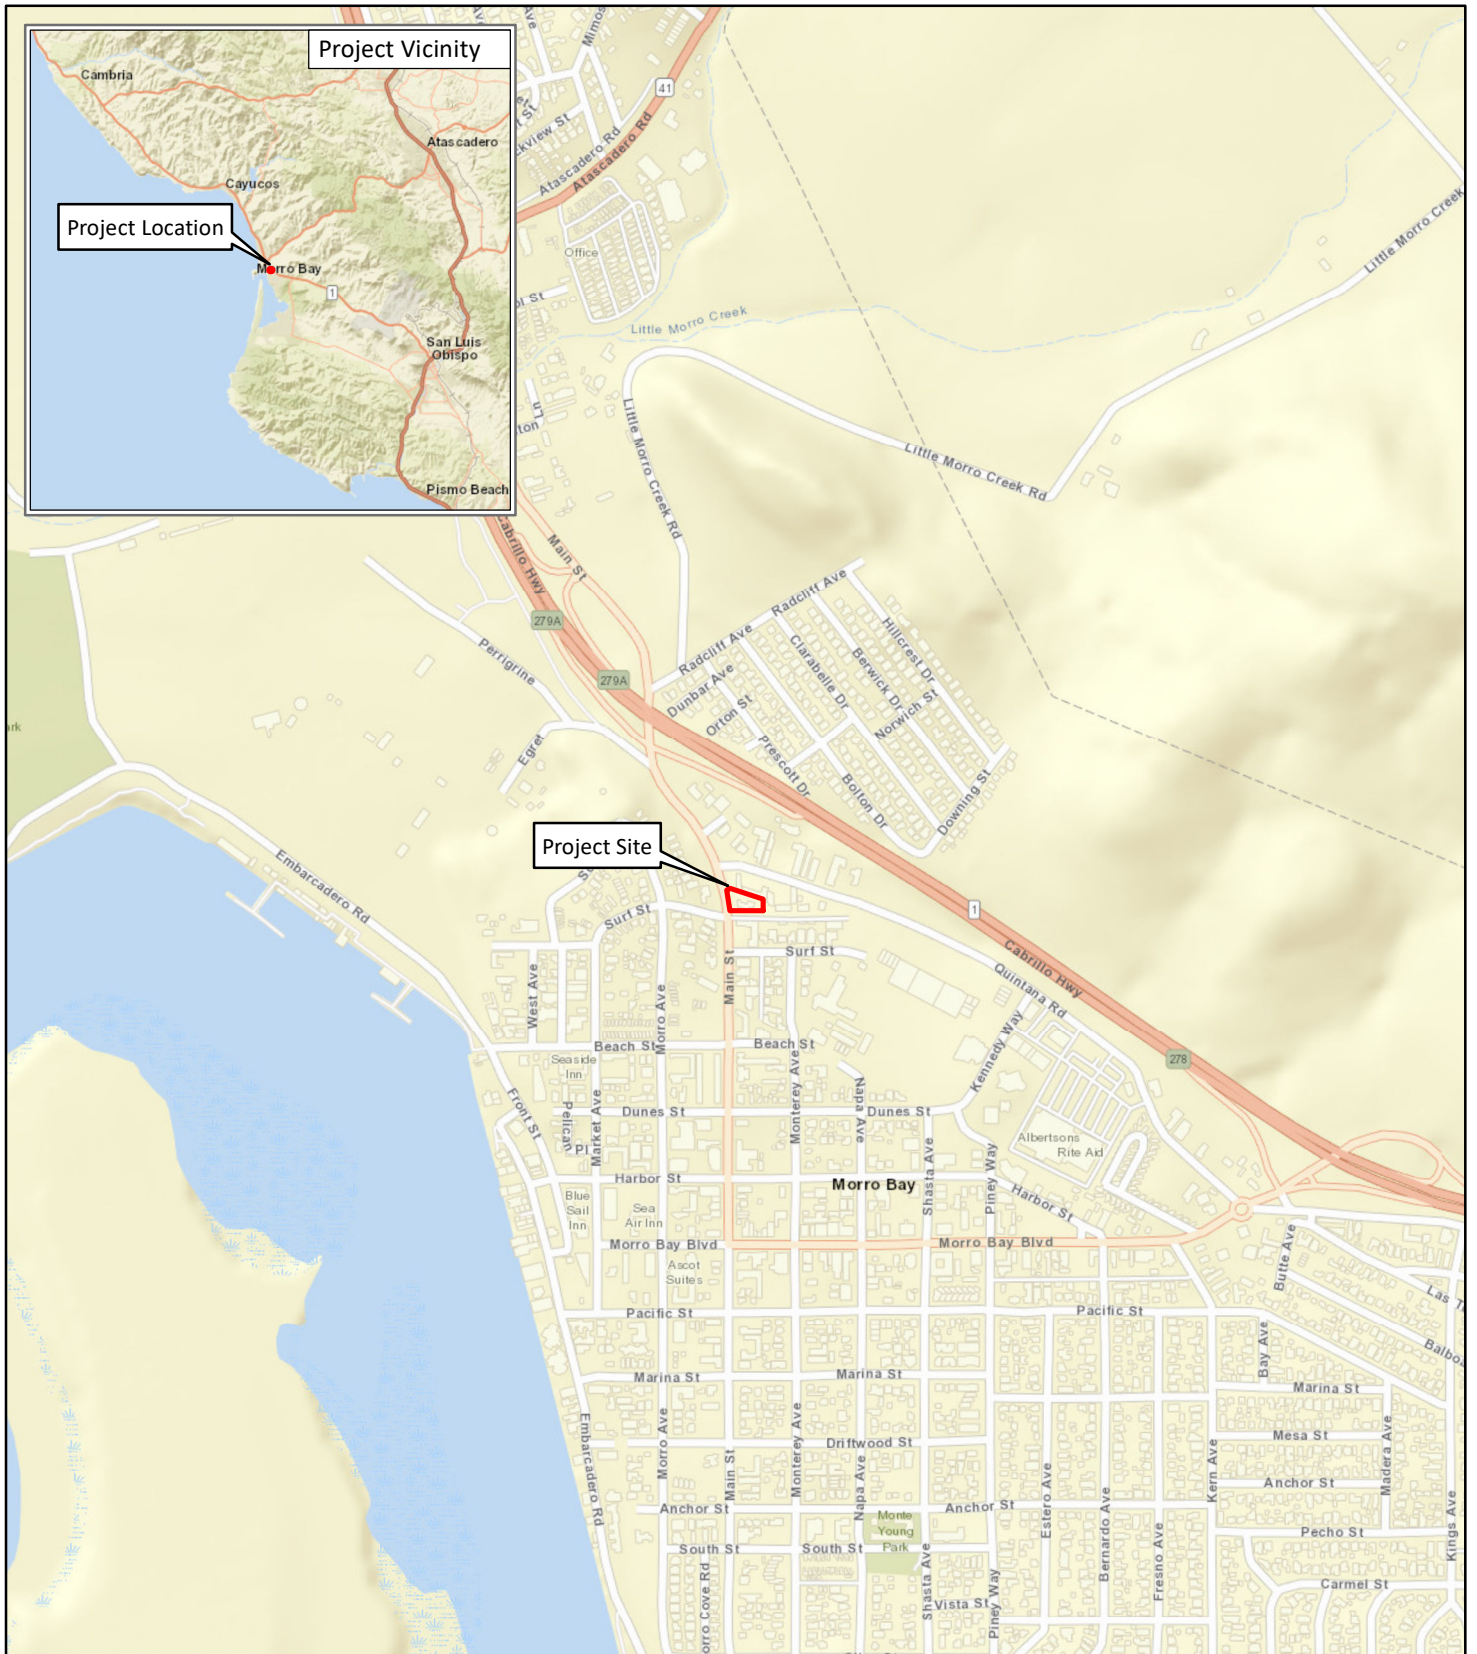 Project Vicinity
Cambria
Atascadero
Cayucos
Project Location
Morro Bay
1
San Luis
Obispo
Pismo Beach
41
Atascadero Rd
Atascadero Rd
Office
Little Morro Creek
Little Morro Creek
Little Morro Creek Rd
Little Morro Creek Rd
Cabrillo Hwy
Main St
279A
279A
Perrigrine
Egret
Radcliff Ave
Radcliff Ave
Dunbar Ave
Orton St
Clarabelle Dr
Berwick Dr
Hillcrest Dr
Norwich St
Prescott Dr
Bolton Dr
Downing St
Project Site
Embarcadero Rd
Surf St
Surf St
1
Cabrillo Hwy
Quintana Rd
West Ave
Morro Ave
Main St
Beach St
Beach St
Seaside
Inn
Kennedy Way
278
Front St
Pelican
Pl
Market Ave
Dunes St
Dunes St
Monterey Ave
Napa Ave
Albertsons
Rite Aid
Harbor St
Morro Bay
Shasta Ave
Piney Way
Harbor St
Blue
Sail
Inn
Sea
Air Inn
Morro Bay Blvd
Morro Bay Blvd
Ascot
Suites
Butte Ave
Pacific St
Pacific St
Bay Ave
Marina St
Marina St
Marina St
Embarcadero Rd
Morro Ave
Main St
Monterey Ave
Driftwood St
Napa Ave
Mesa St
Madera Ave
Kern Ave
Anchor St
Anchor St
Anchor St
Monte
Young
Park
Estero Ave
Bernardo Ave
Fresno Ave
Kings Ave
Pecho St
South St
South St
Shasta Ave
Piney Way
Carmel St
Vista St